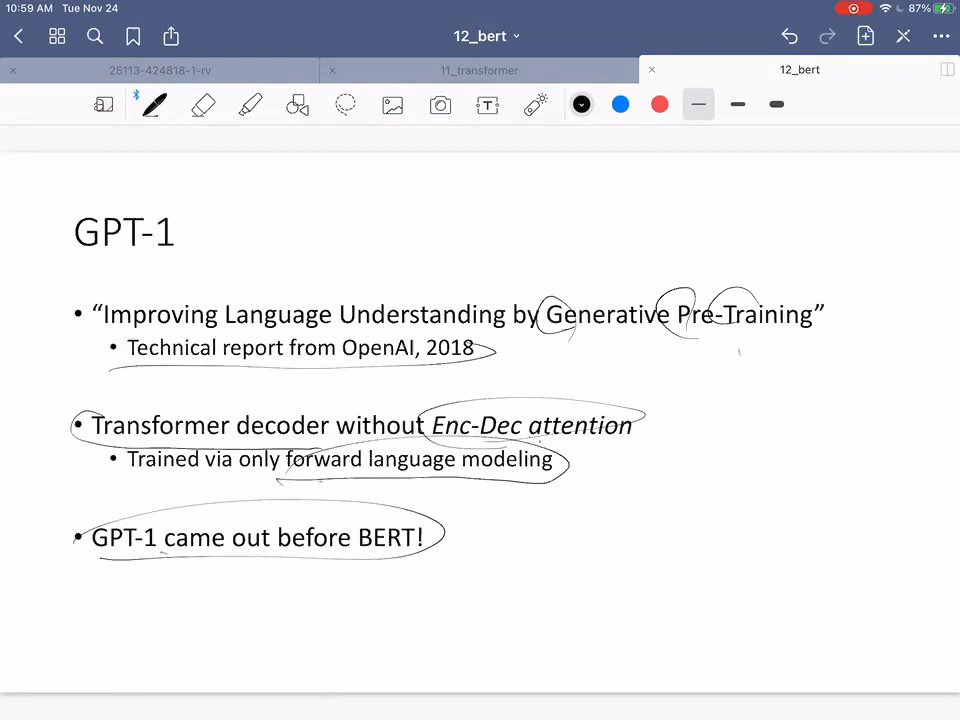 10:59 AM Tue Nov 24
87%
12_bert
25113-424818-1-rv
11_transformer
12_bert
T
GPT-1
• “Improving Language Understanding by Generative Pre-Training”
• Technical report from OpenAI, 2018
• Transformer decoder without Enc-Dec attention
• Trained via only forward language modeling
• GPT-1 came out before BERT!